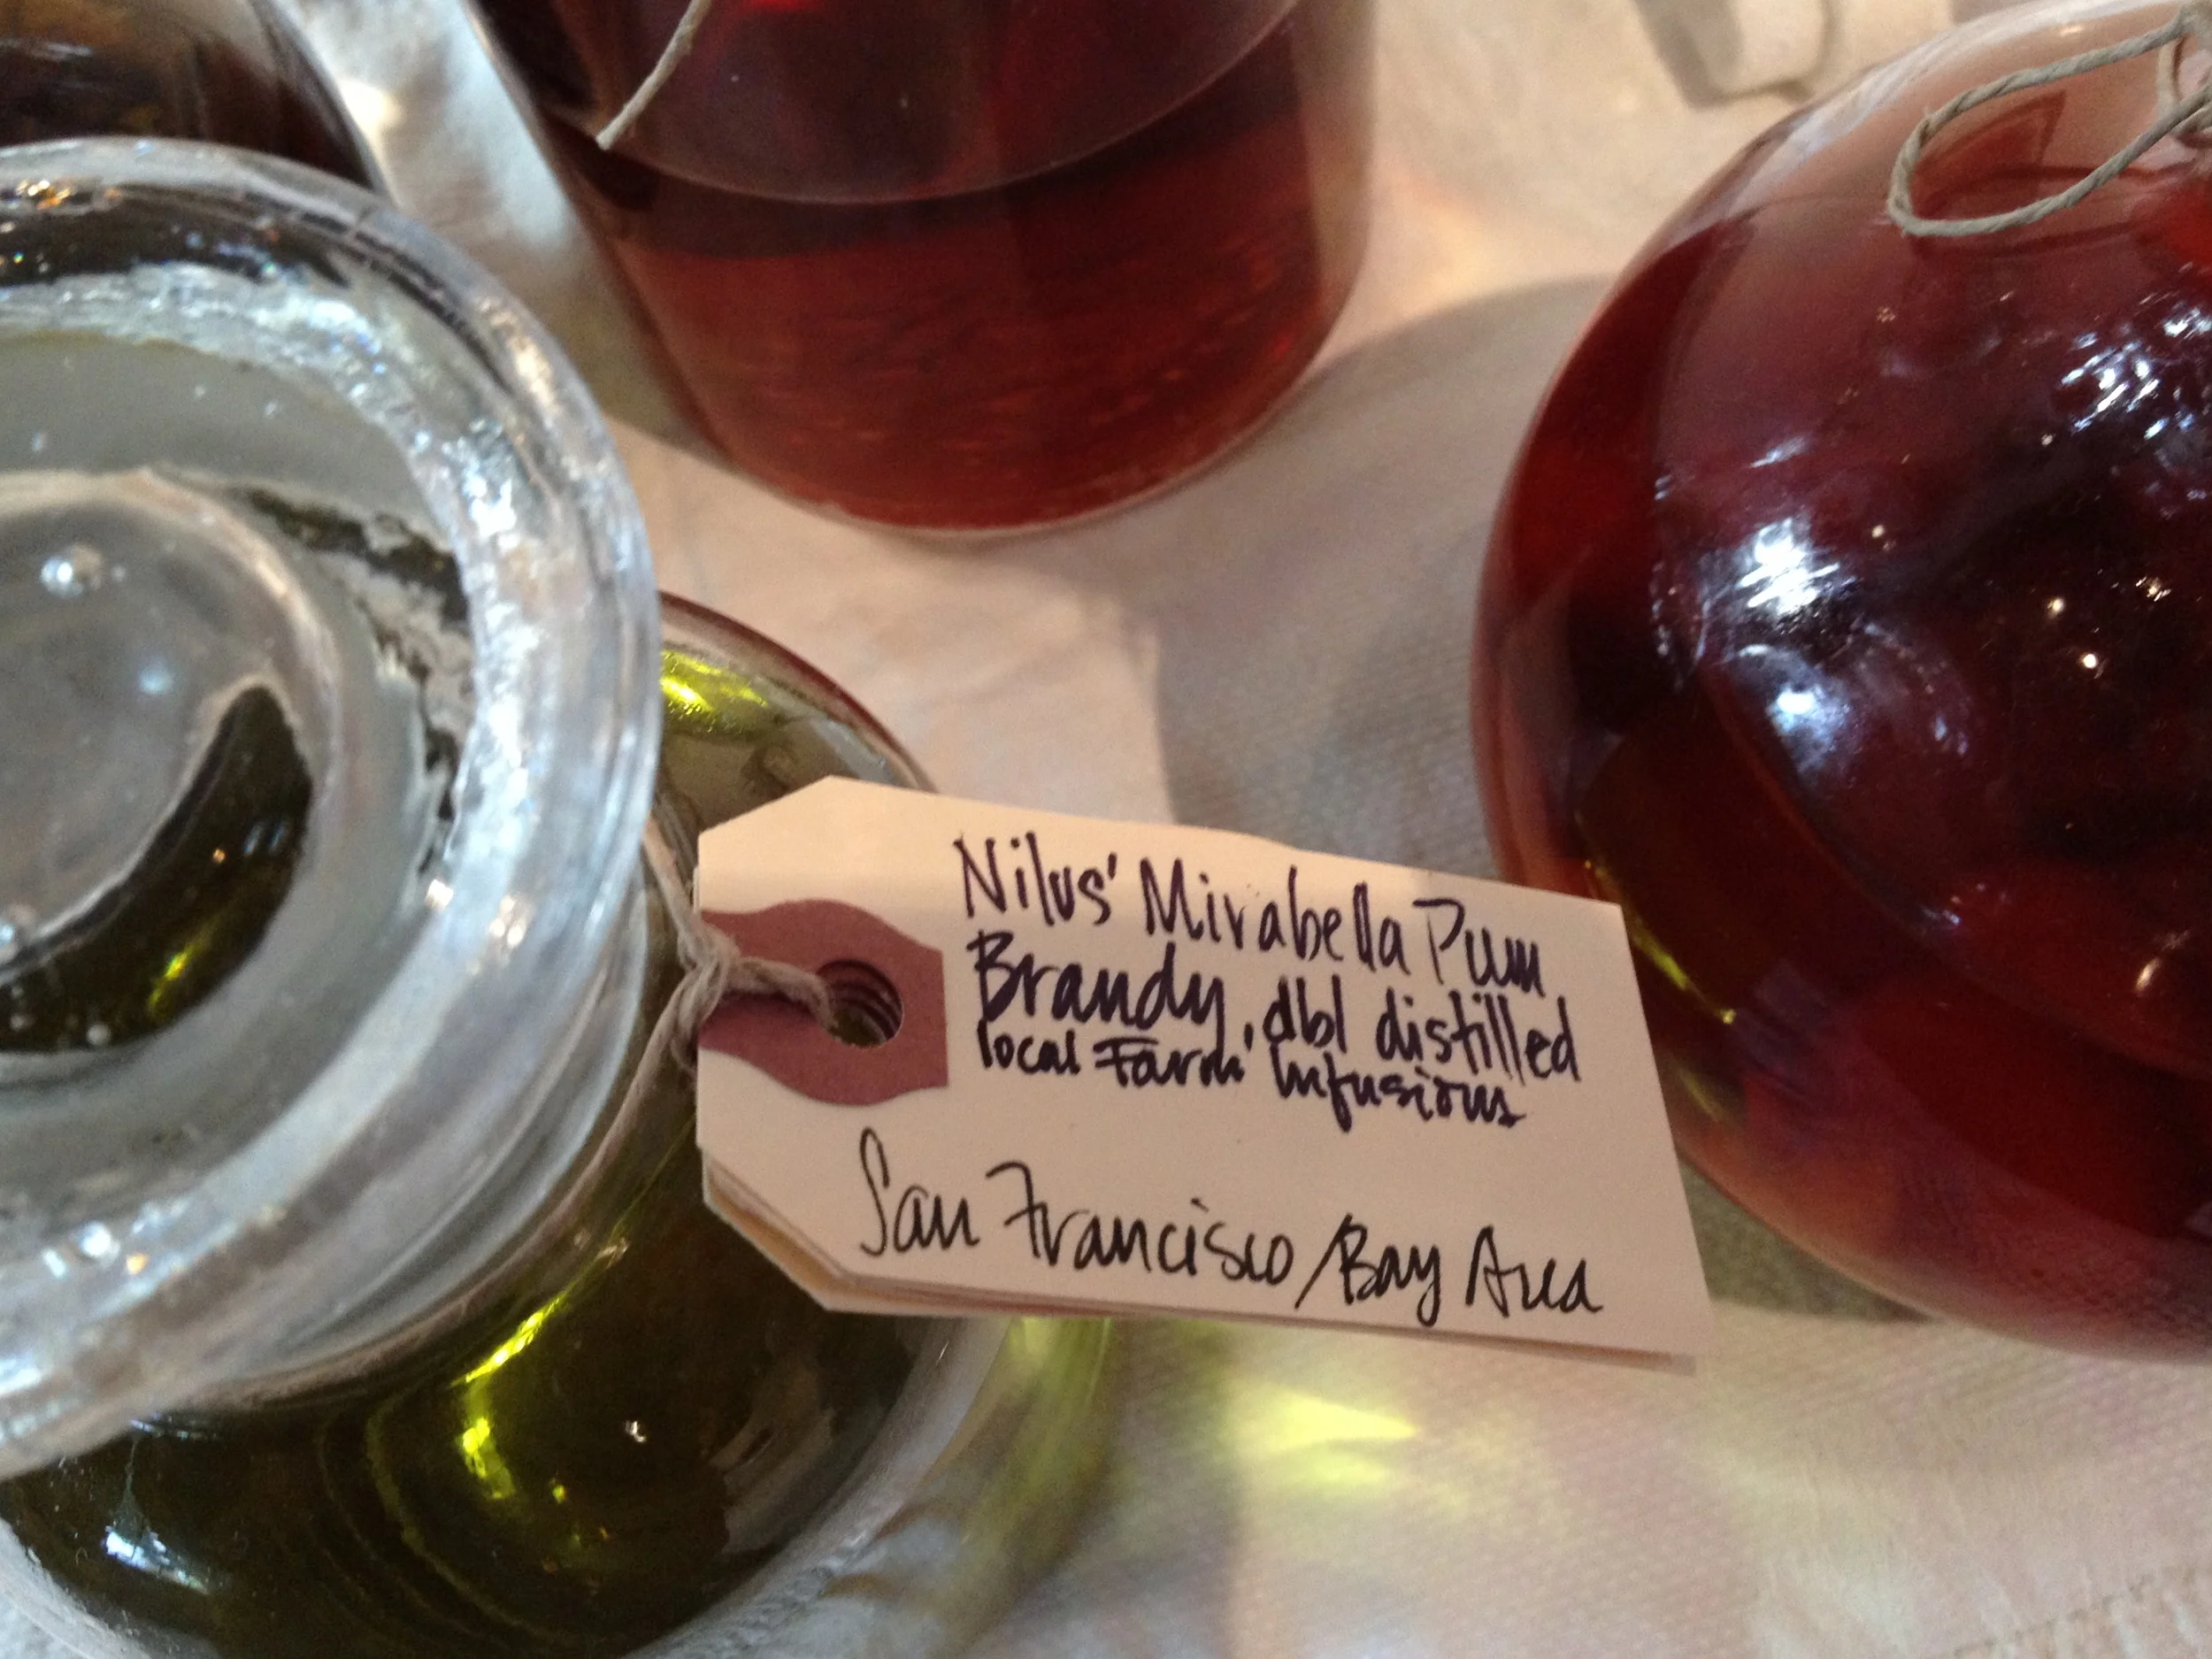 Nilus' Mirabella Pum
Brandy, dbl distilled
local Farm Infusions
San Francisco/Bay Area